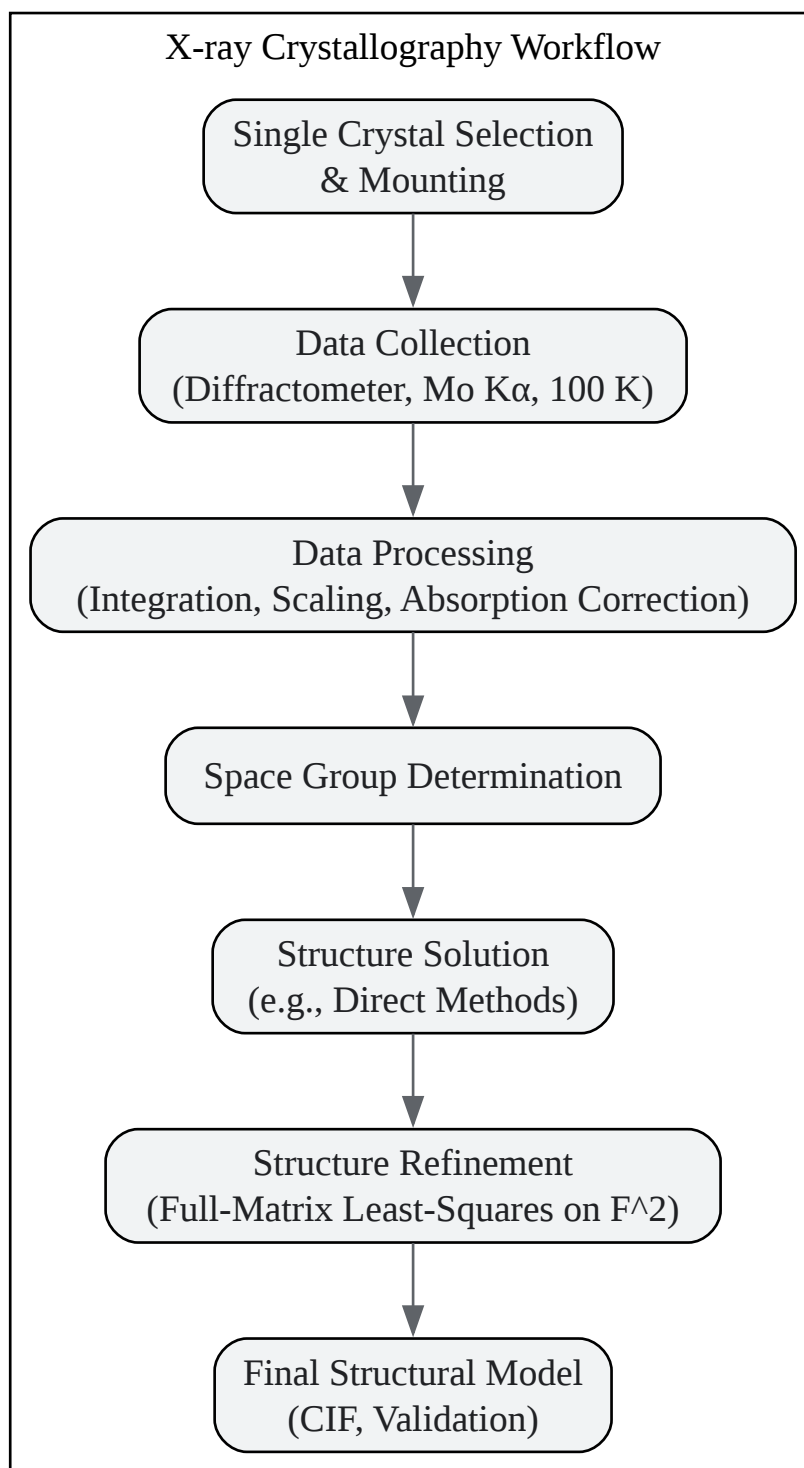 X-ray Crystallography Workflow
Single Crystal Selection
& Mounting
Data Collection
(Diffractometer, Mo Kα, 100 K)
Data Processing
(Integration, Scaling, Absorption Correction)
Space Group Determination
Structure Solution
(e.g., Direct Methods)
Structure Refinement
(Full-Matrix Least-Squares on F^2)
Final Structural Model
(CIF, Validation)